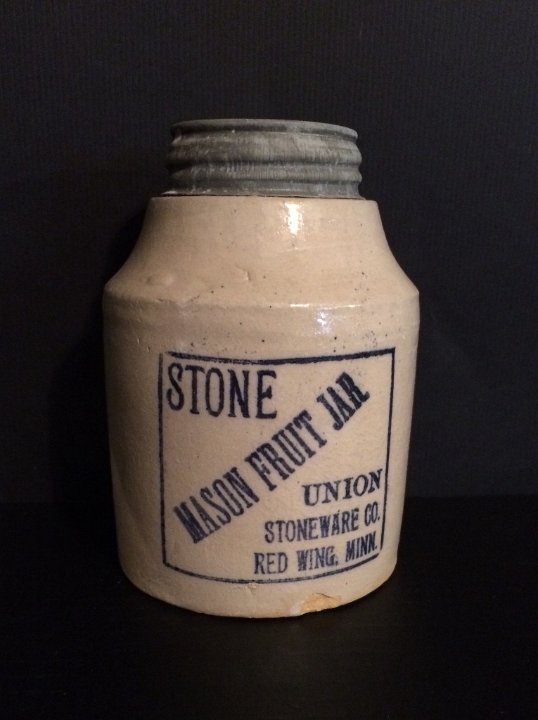 STONE
MASON FRUIT JAR
UNION
STONEWARE CO.
RED WING, MINN.